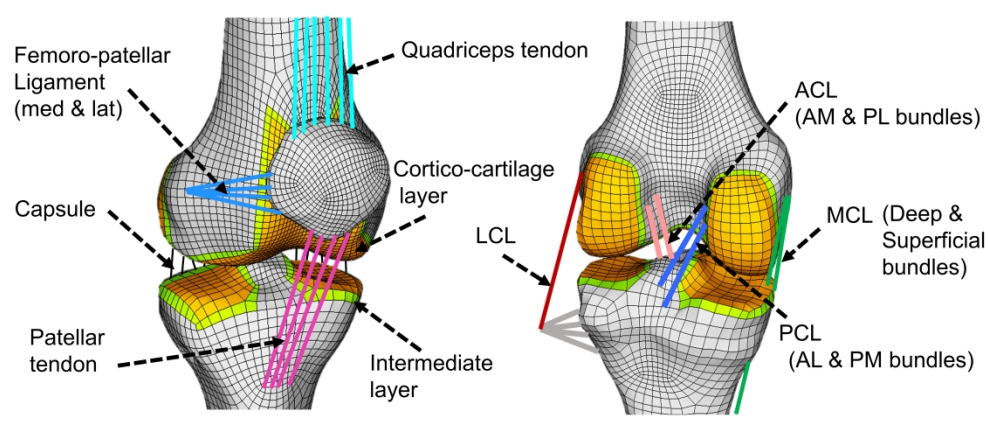 Femoro-patellar
Ligament
(med & lat)
Quadriceps tendon
Cortico-cartilage
layer
Capsule
Patellar
tendon
Intermediate
layer
ACL
(AM & PL bundles)
LCL
MCL (Deep &
Superficial
bundles)
PCL
(AL & PM bundles)